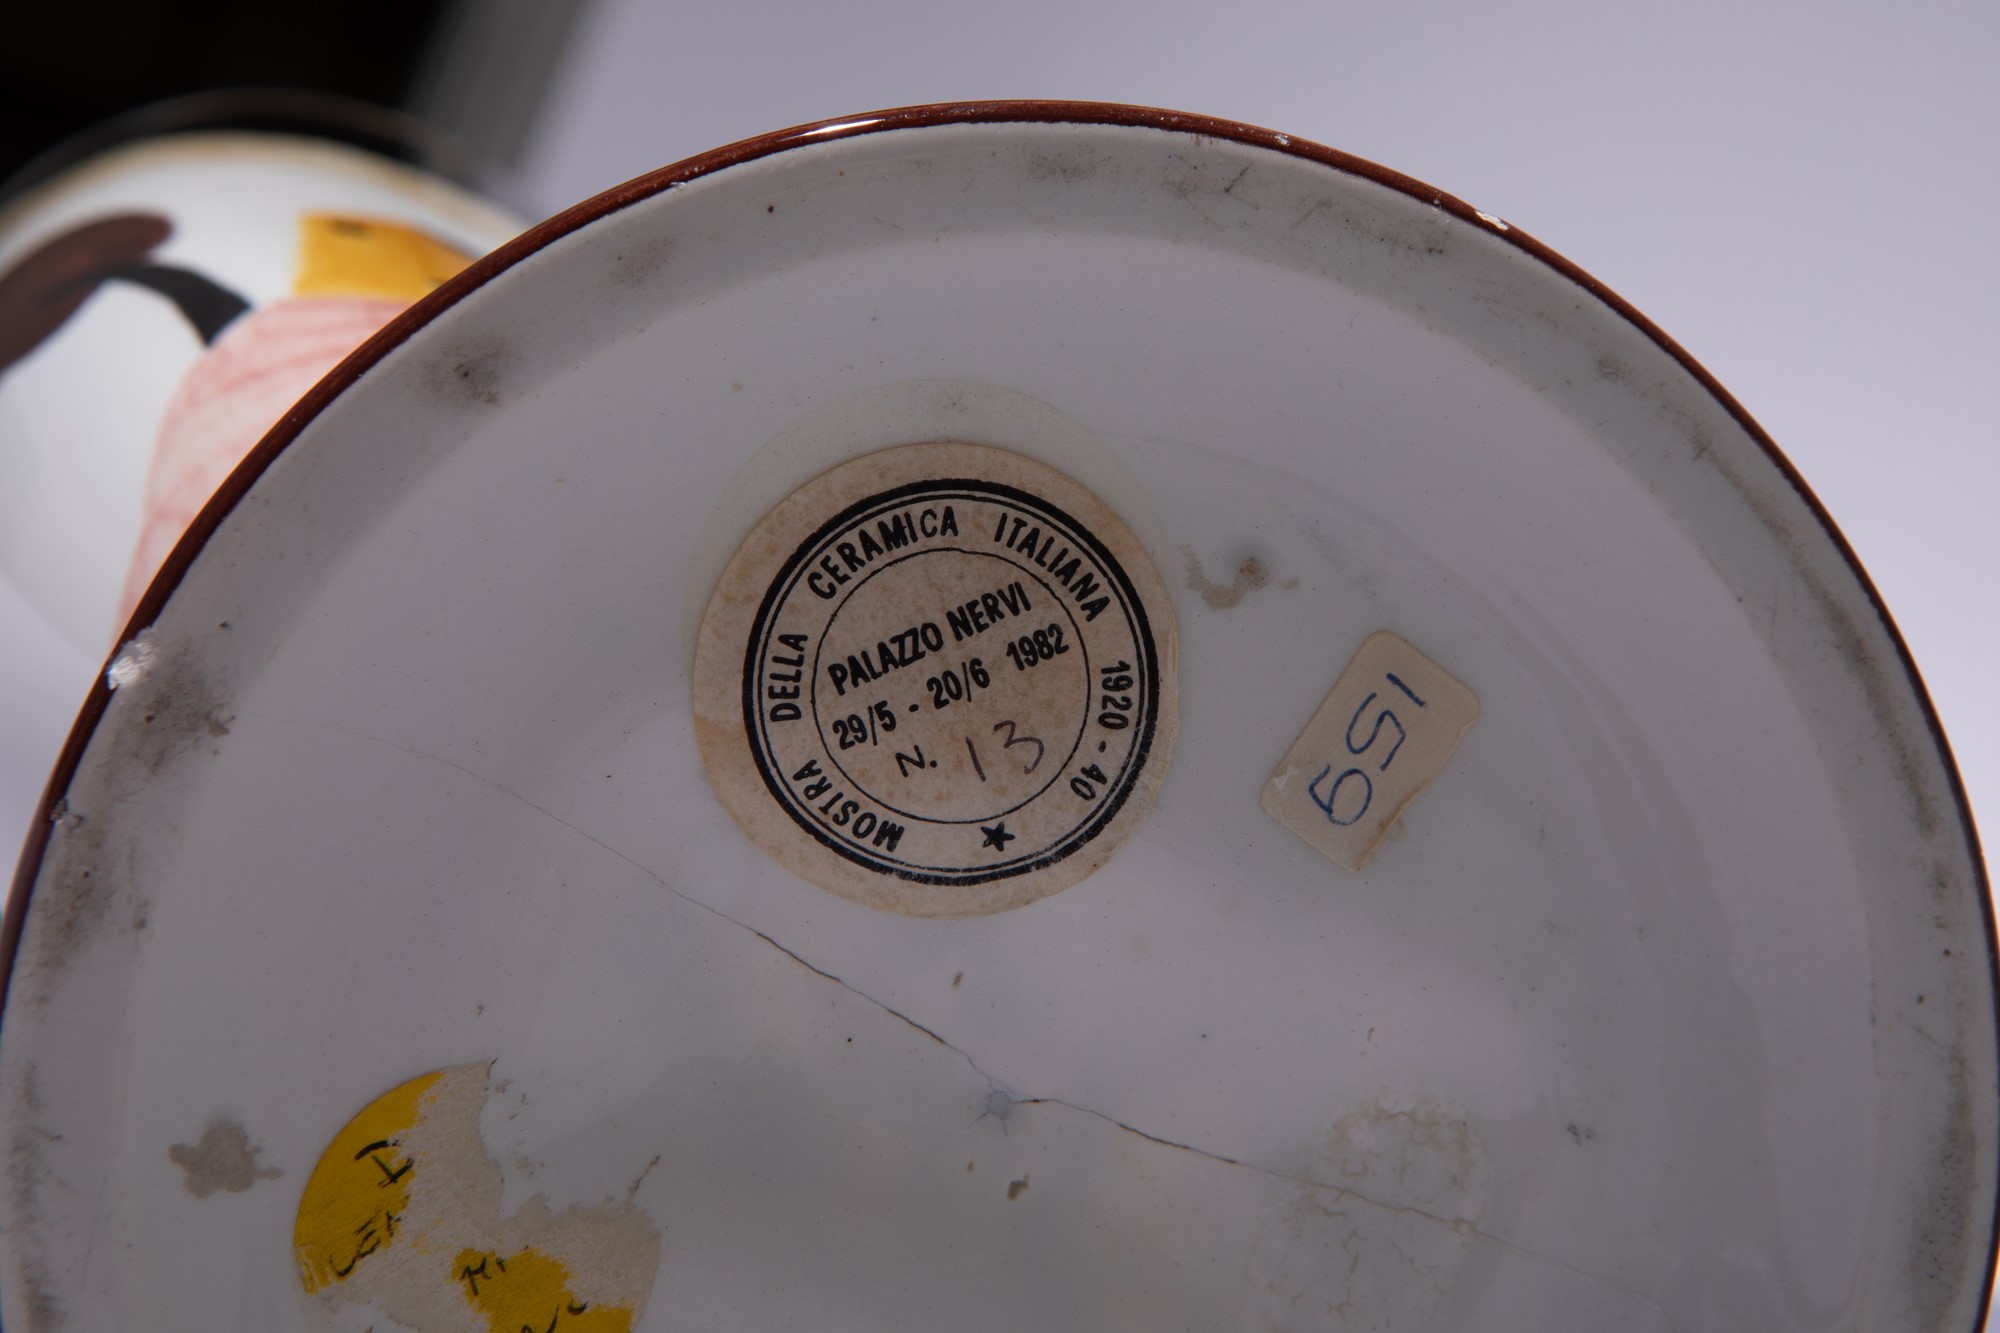 MOSTRA DELLA CERAMICA ITALIANA 1920-40
PALAZZO NERVI
29/5 - 20/6 1982
N. 13
159